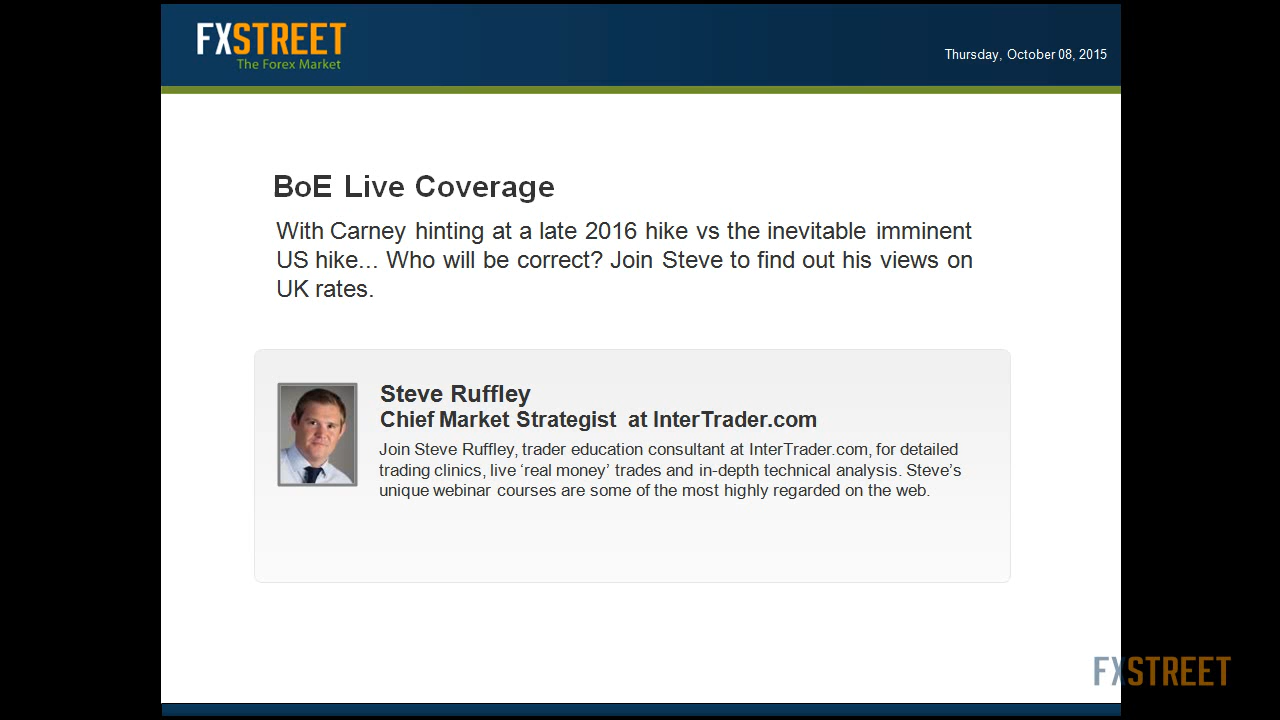 FXSTREET
The Forex Market
Thursday, October 08, 2015
BoE Live Coverage
With Carney hinting at a late 2016 hike vs the inevitable imminent
US hike... Who will be correct? Join Steve to find out his views on
UK rates.
Steve Ruffley
Chief Market Strategist  at InterTrader.com
Join Steve Ruffley, trader education consultant at InterTrader.com, for detailed
trading clinics, live ‘real money’ trades and in-depth technical analysis. Steve’s
unique webinar courses are some of the most highly regarded on the web.
FXSTREET